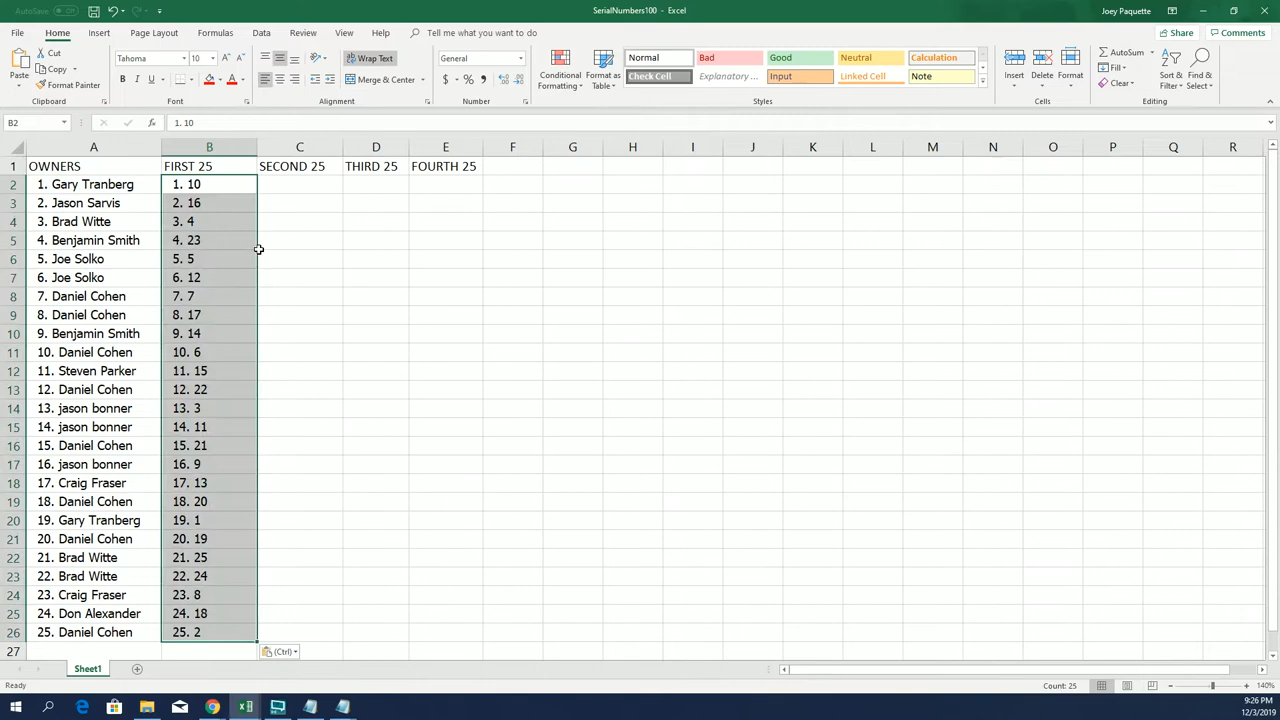 AutoSave Off
SerialNumbers100 - Excel
Joey Paquette
File Home Insert Page Layout Formulas Data Review View Help Tell me what you want to do
Share Comments
Paste Cut
Copy
Format Painter
Clipboard
Tahoma 10
B I U
Font
Wrap Text
Merge & Center
Alignment
General
$ % ,
Number
Conditional Formatting
Format as Table
Normal Bad Good Neutral Calculation
Check Cell Explanatory ... Input Linked Cell Note
Styles
Insert Delete Format
Cells
AutoSum
Fill
Clear
Sort & Filter
Find & Select
Editing
B2 fx 1. 10
A B C D E F G H I J K L M N O P Q R
1 OWNERS FIRST 25 SECOND 25 THIRD 25 FOURTH 25
2 1. Gary Tranberg 1. 10
3 2. Jason Sarvis 2. 16
4 3. Brad Witte 3. 4
5 4. Benjamin Smith 4. 23
6 5. Joe Solko 5. 5
7 6. Joe Solko 6. 12
8 7. Daniel Cohen 7. 7
9 8. Daniel Cohen 8. 17
10 9. Benjamin Smith 9. 14
11 10. Daniel Cohen 10. 6
12 11. Steven Parker 11. 15
13 12. Daniel Cohen 12. 22
14 13. jason bonner 13. 3
15 14. jason bonner 14. 11
16 15. Daniel Cohen 15. 21
17 16. jason bonner 16. 9
18 17. Craig Fraser 17. 13
19 18. Daniel Cohen 18. 20
20 19. Gary Tranberg 19. 1
21 20. Daniel Cohen 20. 19
22 21. Brad Witte 21. 25
23 22. Brad Witte 22. 24
24 23. Craig Fraser 23. 8
25 24. Don Alexander 24. 18
26 25. Daniel Cohen 25. 2
27
(Ctrl)
Sheet1
Ready
Count: 25
140%
9:26 PM
12/3/2019